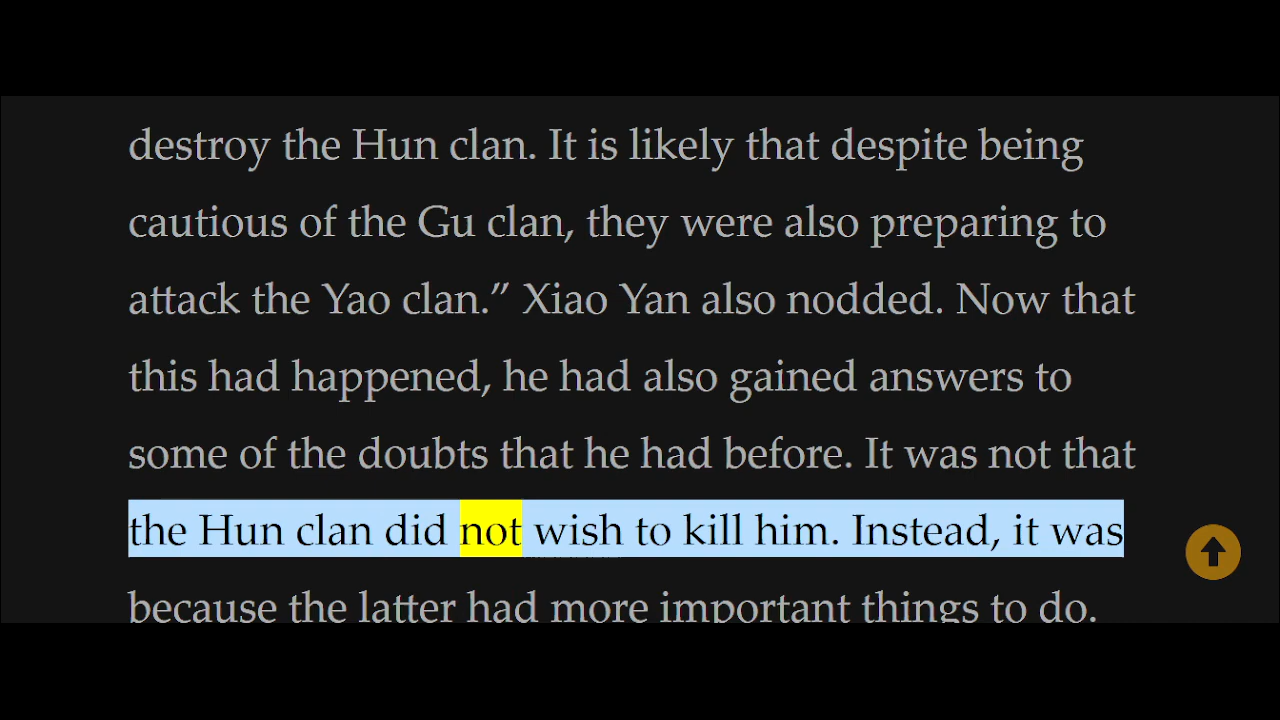 destroy the Hun clan. It is likely that despite being
cautious of the Gu clan, they were also preparing to
attack the Yao clan.” Xiao Yan also nodded. Now that
this had happened, he had also gained answers to
some of the doubts that he had before. It was not that
the Hun clan did not wish to kill him. Instead, it was
because the latter had more important things to do.